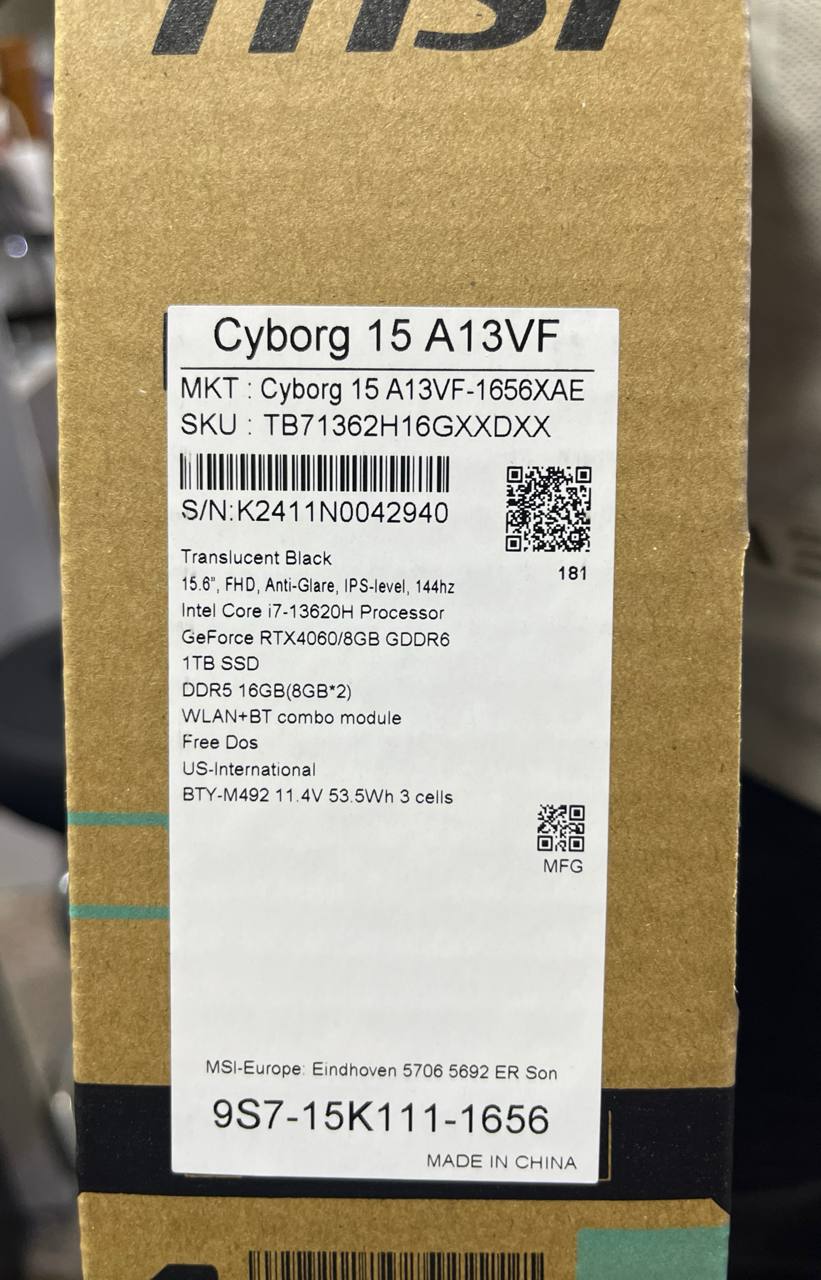 msi
Cyborg 15 A13VF
MKT : Cyborg 15 A13VF-1656XAE
SKU : TB71362H16GXXDXX
S/N:K2411N0042940
181
Translucent Black
15.6", FHD, Anti-Glare, IPS-level, 144hz
Intel Core i7-13620H Processor
GeForce RTX4060/8GB GDDR6
1TB SSD
DDR5 16GB(8GB*2)
WLAN+BT combo module
Free Dos
US-International
BTY-M492 11.4V 53.5Wh 3 cells
MFG
MSI-Europe: Eindhoven 5706 5692 ER Son
9S7-15K111-1656
MADE IN CHINA